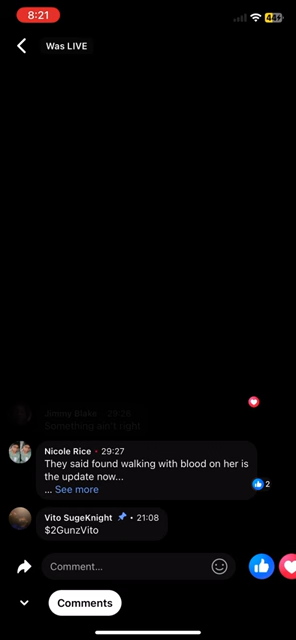 8:21
44
Was LIVE
Jimmy Blake • 29:26
Something ain't right
Nicole Rice • 29:27
They said found walking with blood on her is
the update now...
... See more
2
Vito SugeKnight • 21:08
$2GunzVito
Comment...
Comments